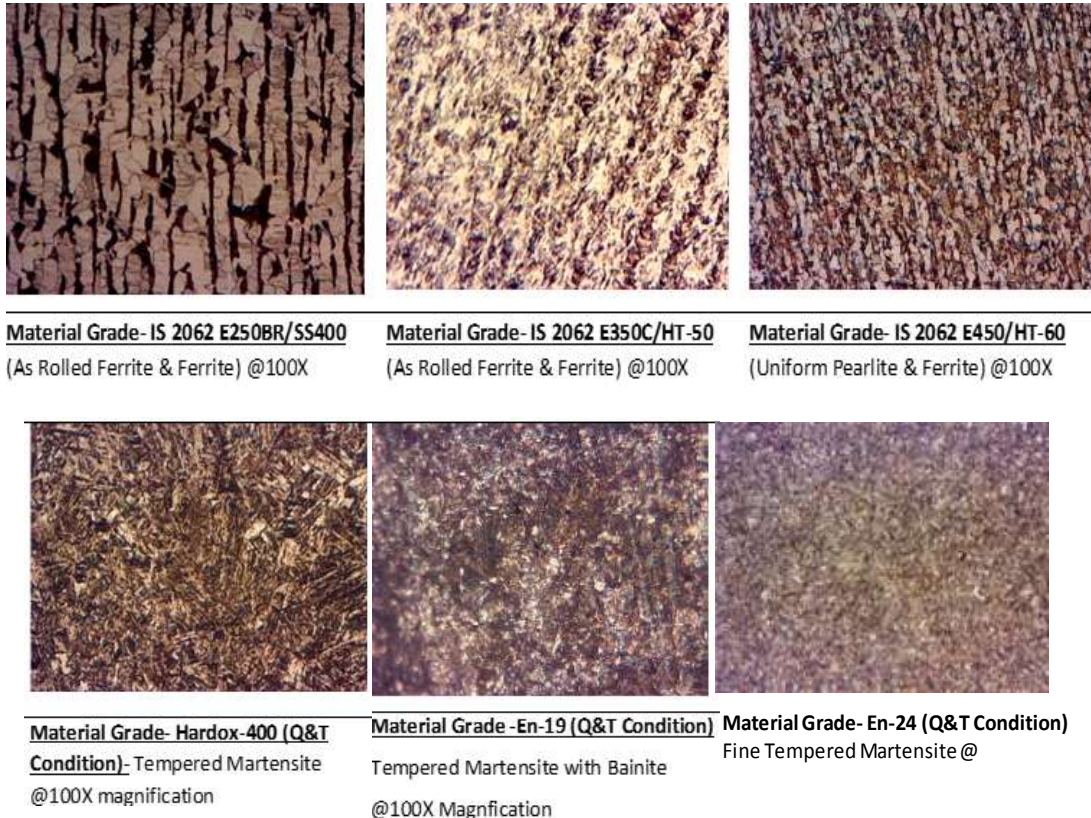 Material Grade- IS 2062 E250BR/SS400
(As Rolled Ferrite & Ferrite) @100X
Material Grade- IS 2062 E350C/HT-50
(As Rolled Ferrite & Ferrite) @100X
Material Grade- IS 2062 E450/HT-60
(Uniform Pearlite & Ferrite) @100X
Material Grade- Hardox-400 (Q&T
Condition)- Tempered Martensite
@100X magnification
Material Grade -En-19 (Q&T Condition)
Tempered Martensite with Bainite
@100X Magnfication
Material Grade- En-24 (Q&T Condition)
Fine Tempered Martensite @